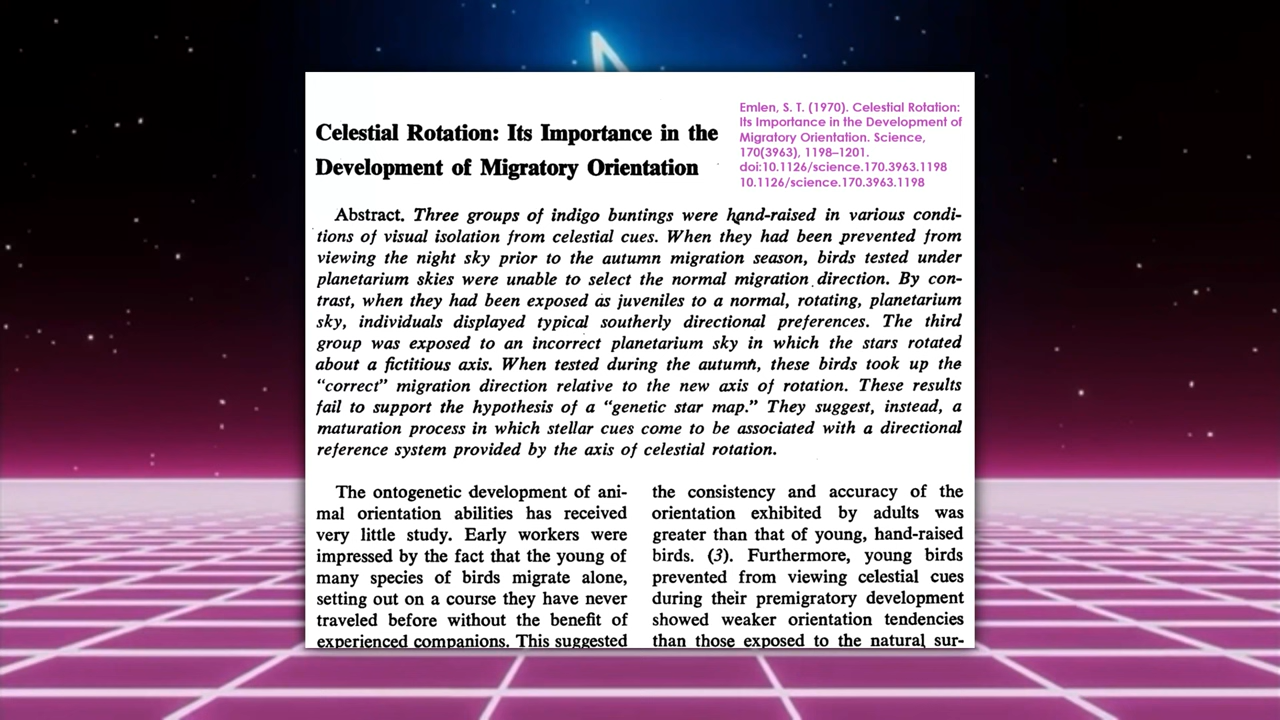 Celestial Rotation: Its Importance in the
Development of Migratory Orientation
Emlen, S. T. (1970). Celestial Rotation:
Its Importance in the Development of
Migratory Orientation. Science,
170(3963), 1198–1201.
doi:10.1126/science.170.3963.1198
10.1126/science.170.3963.1198
Abstract. Three groups of indigo buntings were hand-raised in various condi-
tions of visual isolation from celestial cues. When they had been prevented from
viewing the night sky prior to the autumn migration season, birds tested under
planetarium skies were unable to select the normal migration direction. By con-
trast, when they had been exposed as juveniles to a normal, rotating, planetarium
sky, individuals displayed typical southerly directional preferences. The third
group was exposed to an incorrect planetarium sky in which the stars rotated
about a fictitious axis. When tested during the autumn, these birds took up the
“correct” migration direction relative to the new axis of rotation. These results
fail to support the hypothesis of a “genetic star map.” They suggest, instead, a
maturation process in which stellar cues come to be associated with a directional
reference system provided by the axis of celestial rotation.
The ontogenetic development of ani-
mal orientation abilities has received
very little study. Early workers were
impressed by the fact that the young of
many species of birds migrate alone,
setting out on a course they have never
traveled before without the benefit of
experienced companions. This suggested
the consistency and accuracy of the
orientation exhibited by adults was
greater than that of young, hand-raised
birds. (3). Furthermore, young birds
prevented from viewing celestial cues
during their premigratory development
showed weaker orientation tendencies
than those exposed to the natural sur-